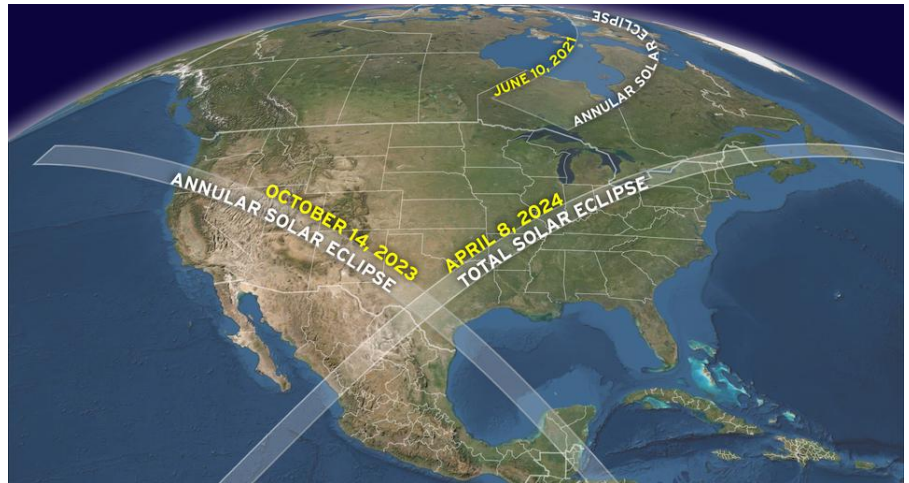 ANNULAR SOLAR ECLIPSE
JUNE 10, 2021
OCTOBER 14, 2023
ANNULAR SOLAR ECLIPSE
APRIL 8, 2024
TOTAL SOLAR ECLIPSE